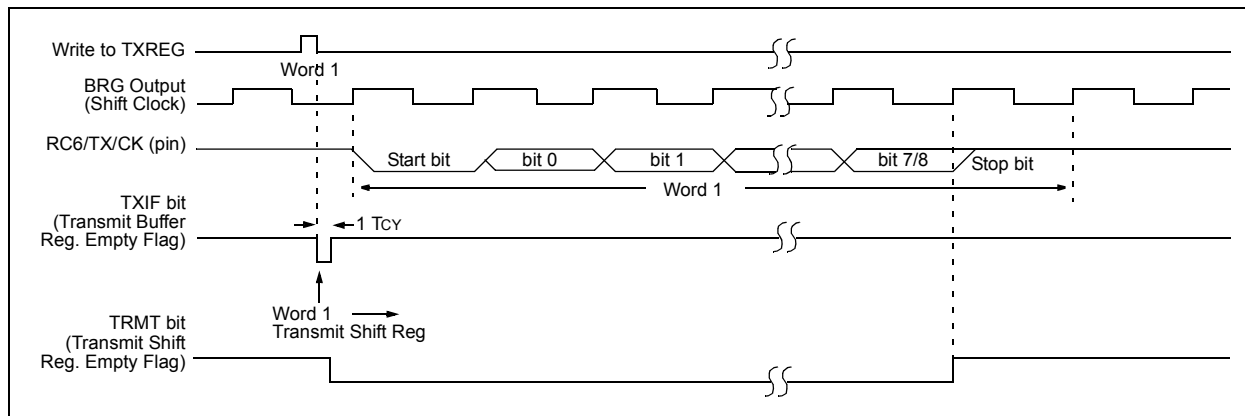 Write to TXREG
Word 1
BRG Output
(Shift Clock)
RC6/TX/CK (pin)
Start bit
bit 0
bit 1
bit 7/8
Stop bit
Word 1
TXIF bit
(Transmit Buffer
Reg. Empty Flag)
1 TCY
Word 1
Transmit Shift Reg
TRMT bit
(Transmit Shift
Reg. Empty Flag)